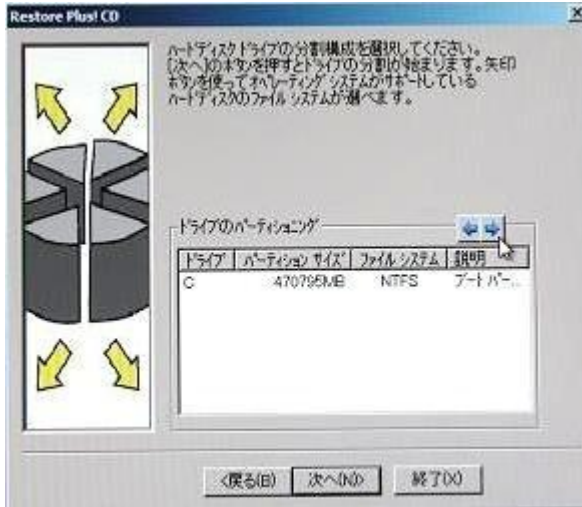 Restore Plus! CD
ハードディスク ドライブの分割構成を選択してください。
[次へ]のボタンを押すとドライブの分割が始まります。矢印
ボタンを使ってオペレーティング システムがサポートしている
ハードディスクのファイル システムが選べます。
ドライブのパーティショニング
ドライブ パーティション サイズ ファイル システム 説明
C 470795MB NTFS ブート パー...
<戻る(B) 次へ(N)> 終了(X)